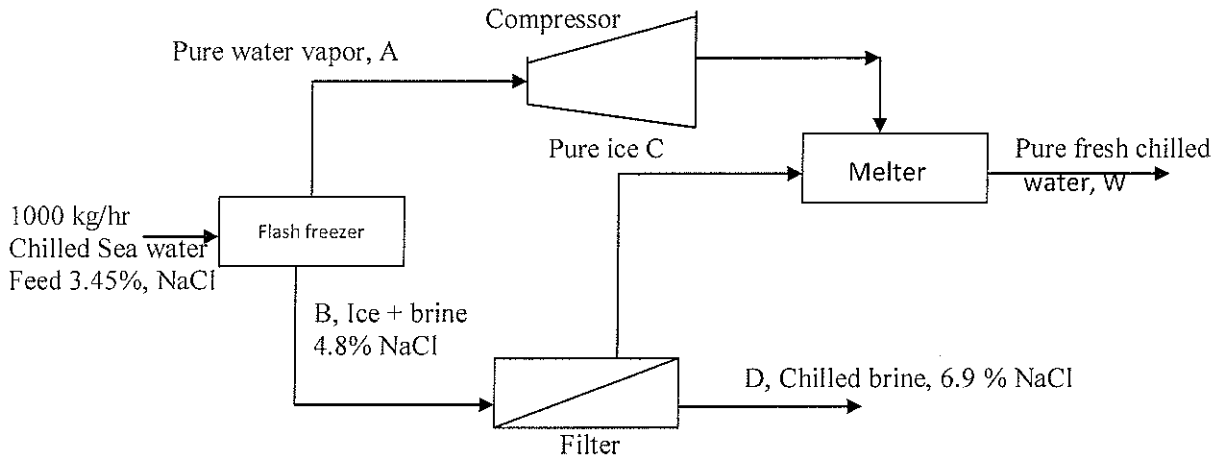 Compressor
Pure water vapor, A
Pure ice C
Melter
Pure fresh chilled
water, W
1000 kg/hr
Chilled Sea water
Feed 3.45%, NaCl
Flash freezer
B, Ice + brine
4.8% NaCl
D, Chilled brine, 6.9 % NaCl
Filter